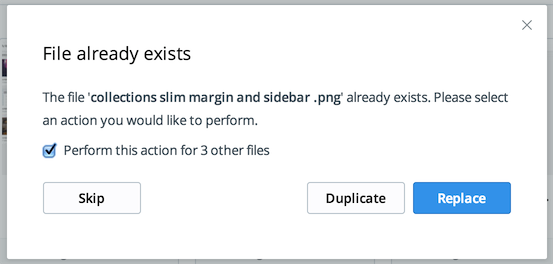 File already exists
The file 'collections slim margin and sidebar .png' already exists. Please select
an action you would like to perform.
Perform this action for 3 other files
Skip
Duplicate
Replace